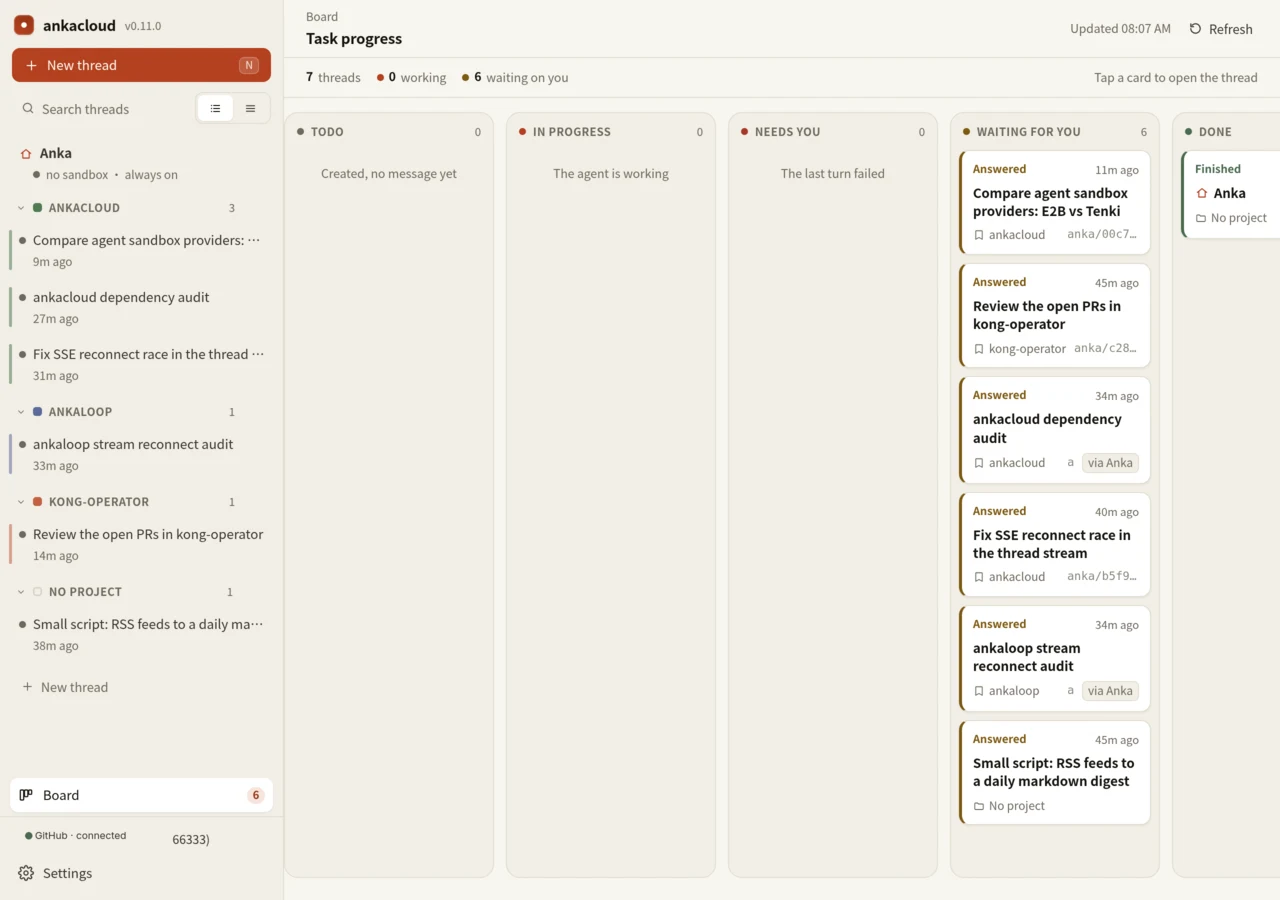 ankacloud v0.11.0
New thread N
Search threads
Anka
no sandbox • always on
ANKACLOUD 3
Compare agent sandbox providers: ···
9m ago
ankacloud dependency audit
27m ago
Fix SSE reconnect race in the thread ···
31m ago
ANKALOOP 1
ankaloop stream reconnect audit
33m ago
KONG-OPERATOR 1
Review the open PRs in kong-operator
14m ago
NO PROJECT 1
Small script: RSS feeds to a daily ma···
38m ago
New thread
Board 6
GitHub · connected 66333)
Settings
Board
Task progress
Updated 08:07 AM Refresh
7 threads 0 working 6 waiting on you Tap a card to open the thread
TODO 0
Created, no message yet
IN PROGRESS 0
The agent is working
NEEDS YOU 0
The last turn failed
WAITING FOR YOU 6
Answered 11m ago
Compare agent sandbox
providers: E2B vs Tenki
ankacloud anka/00c7…
Answered 45m ago
Review the open PRs in
kong-operator
kong-operator anka/c28…
Answered 34m ago
ankacloud dependency
audit
ankacloud a via Anka
Answered 40m ago
Fix SSE reconnect race in
the thread stream
ankacloud anka/b5f9…
Answered 34m ago
ankaloop stream
reconnect audit
ankaloop a via Anka
Answered 45m ago
Small script: RSS feeds to
a daily markdown digest
No project
DONE
Finished
Anka
No project